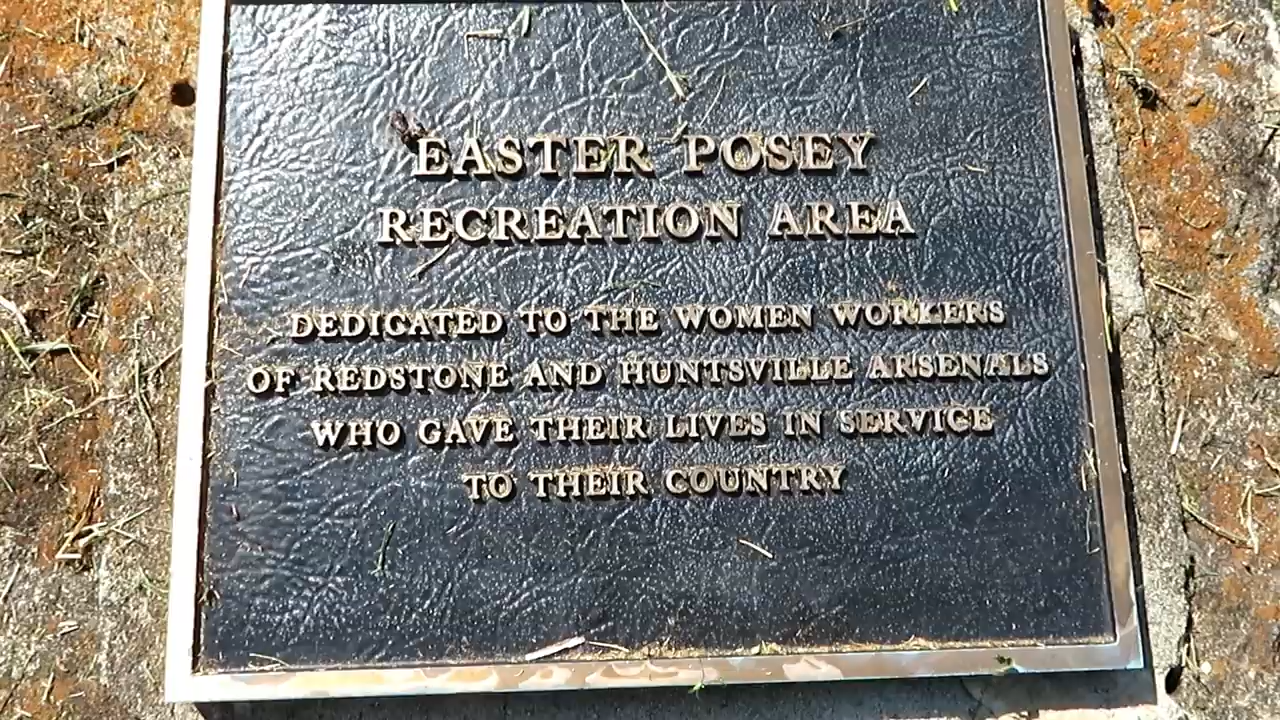 EASTER POSEY
RECREATION AREA
DEDICATED TO THE WOMEN WORKERS
OF REDSTONE AND HUNTSVILLE ARSENALS
WHO GAVE THEIR LIVES IN SERVICE
TO THEIR COUNTRY